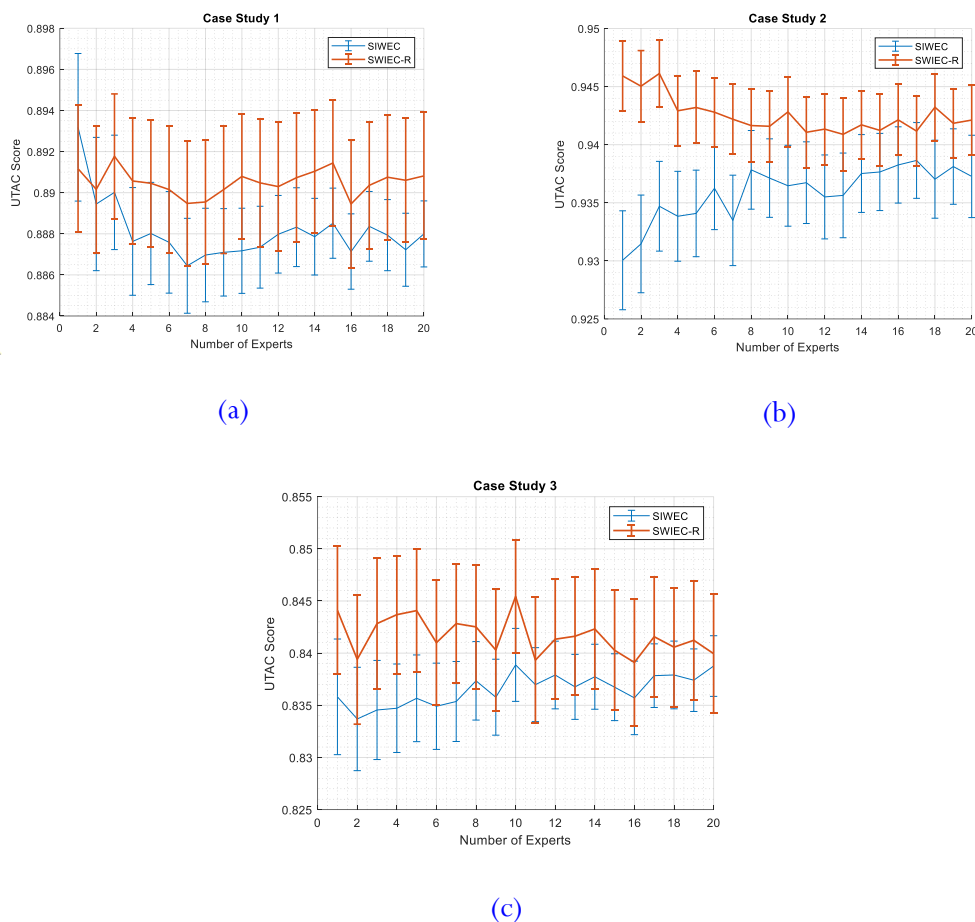 Case Study 1
0.898
0.896
0.894
0.892
0.89
0.888
0.886
0.884
UTAC Score
SIWEC
SWIEC-R
0 2 4 6 8 10 12 14 16 18 20
Number of Experts
(a)
Case Study 2
0.95
0.945
0.94
0.935
0.93
0.925
UTAC Score
SIWEC
SWIEC-R
0 2 4 6 8 10 12 14 16 18 20
Number of Experts
(b)
Case Study 3
0.855
0.85
0.845
0.84
0.835
0.83
0.825
UTAC Score
SIWEC
SWIEC-R
0 2 4 6 8 10 12 14 16 18 20
Number of Experts
(c)